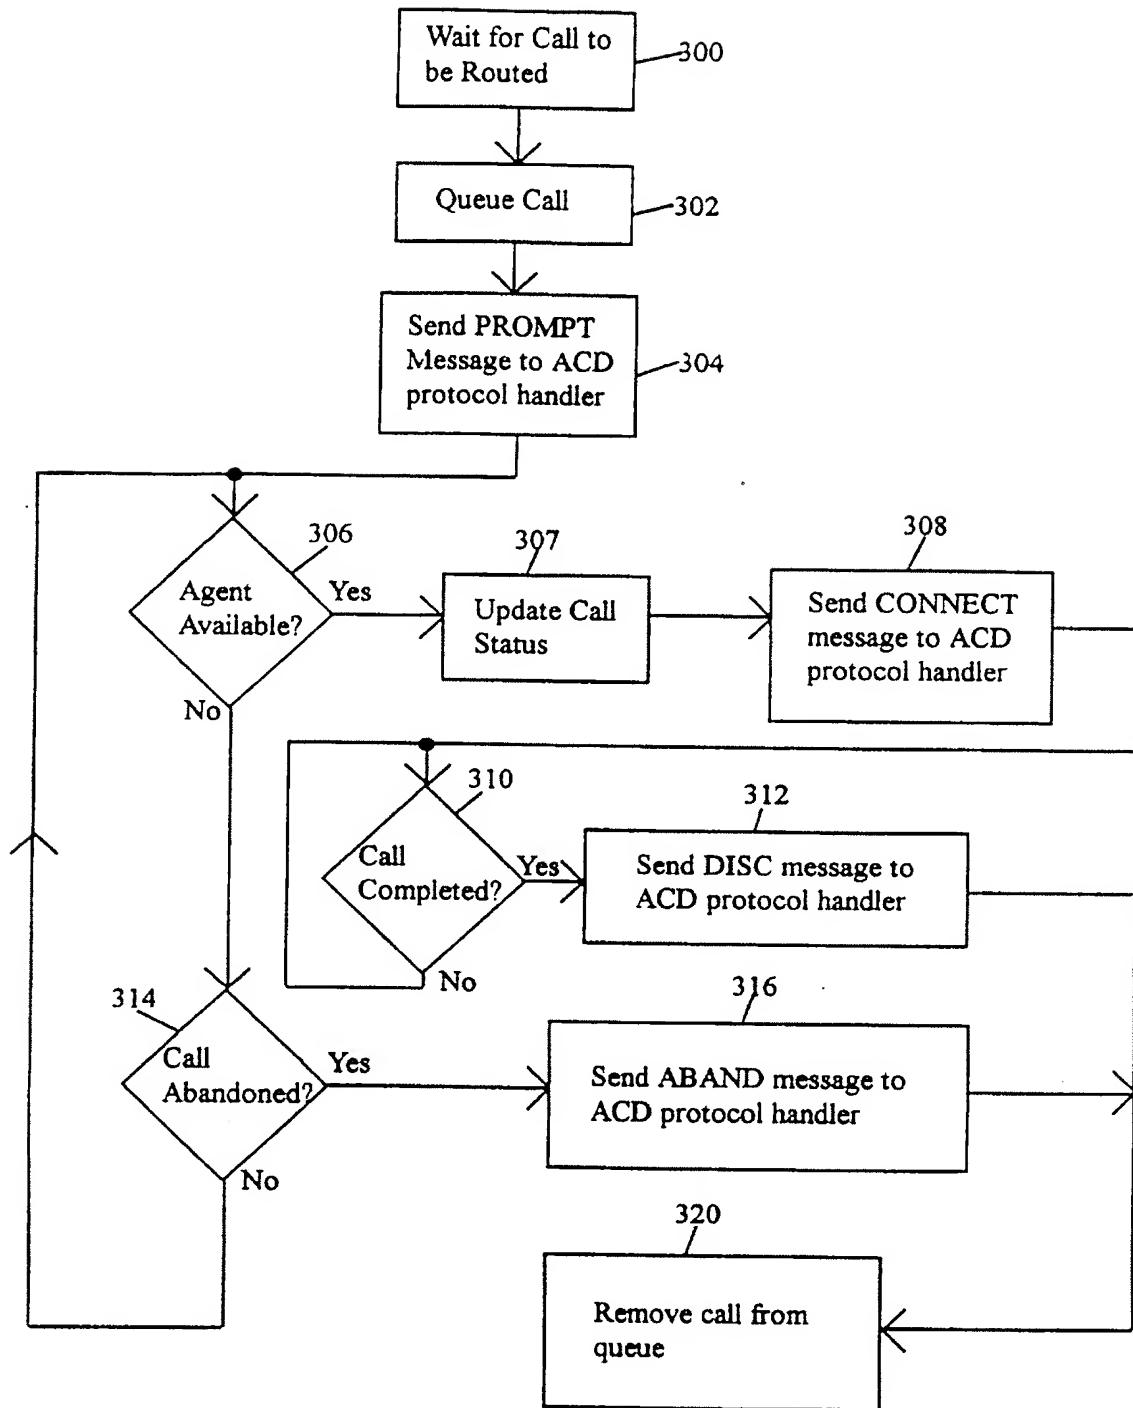 Wait for Call to
be Routed
300
Queue Call
302
Send PROMPT
Message to ACD
protocol handler
304
306
307
308
Agent
Available?
Yes
Update Call
Status
Send CONNECT
message to ACD
protocol handler
No
310
312
Call
Completed?
Yes
Send DISC message to
ACD protocol handler
No
314
316
Call
Abandoned?
Yes
Send ABAND message to
ACD protocol handler
No
320
Remove call from
queue